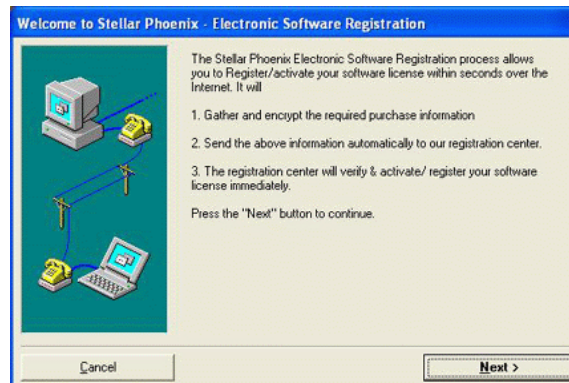 Welcome to Stellar Phoenix - Electronic Software Registration
The Stellar Phoenix Electronic Software Registration process allows
you to Register/activate your software license within seconds over the
Internet. It will
1. Gather and encrypt the required purchase information
2. Send the above information automatically to our registration center.
3. The registration center will verify & activate/ register your software
license immediately.
Press the "Next" button to continue.
Cancel
Next >